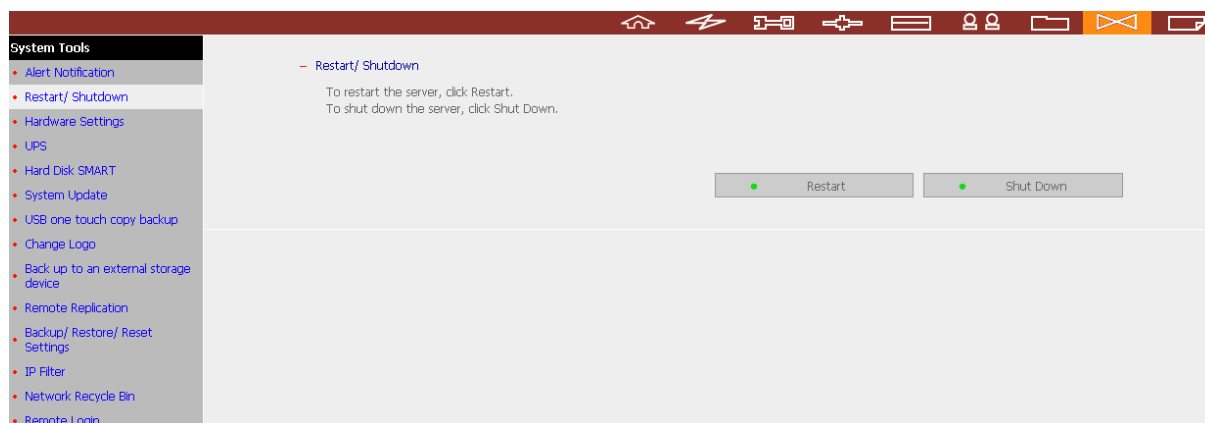 System Tools
Alert Notification
Restart/ Shutdown
Hardware Settings
UPS
Hard Disk SMART
System Update
USB one touch copy backup
Change Logo
Back up to an external storage
device
Remote Replication
Backup/ Restore/ Reset
Settings
IP Filter
Network Recycle Bin
Remote Login
Restart/ Shutdown
To restart the server, click Restart.
To shut down the server, click Shut Down.
Restart
Shut Down